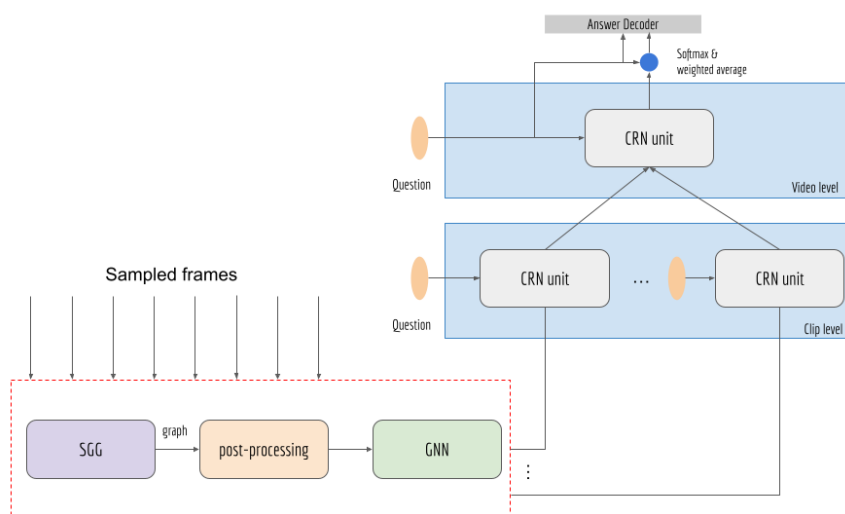 Answer Decoder
Softmax &
weighted average
CRN unit
Question
Video level
Sampled frames
CRN unit
...
CRN unit
Question
Clip level
graph
SGG
post-processing
GNN
⋮